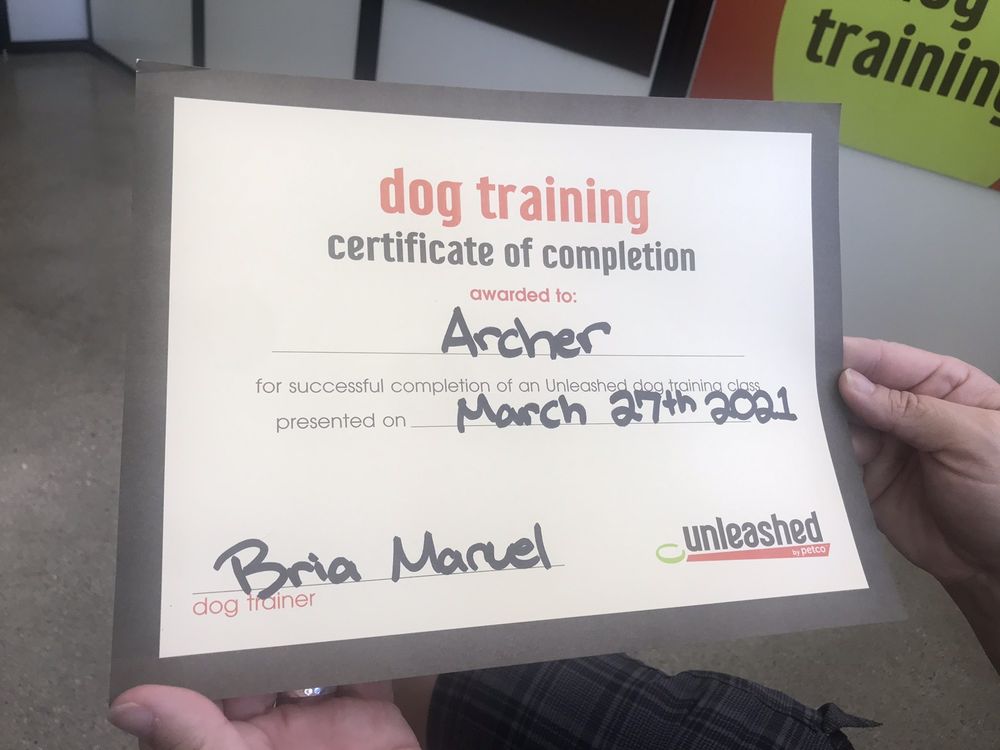 dog
training
dog training
certificate of completion
awarded to:
Archer
for successful completion of an Unleashed dog training class
presented on March 27th 2021
Bria Marvel
dog trainer
unleashed
by petco